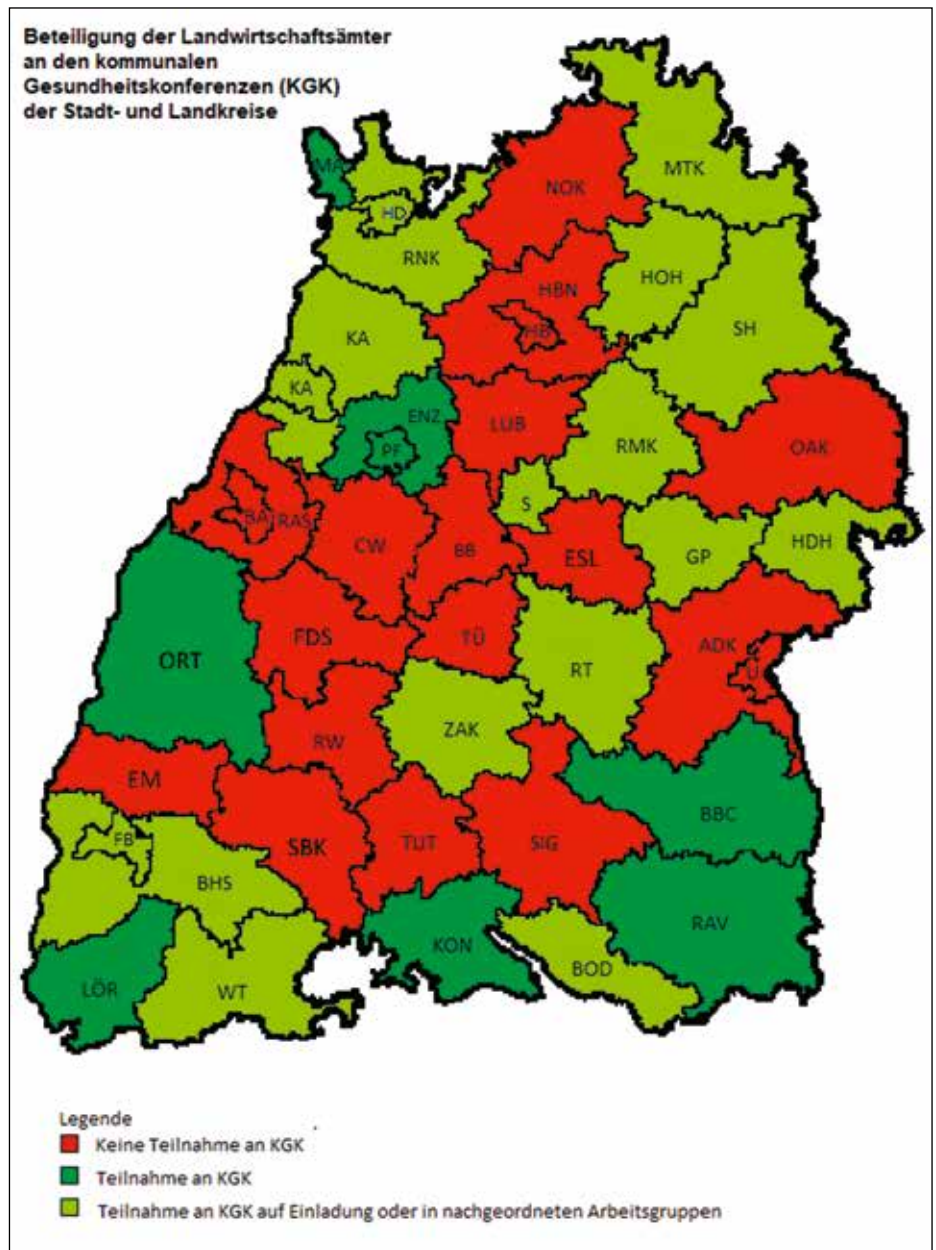 Beteiligung der Landwirtschaftsämter
an den kommunalen
Gesundheitskonferenzen (KGK)
der Stadt- und Landkreise
MA
NOK
MTK
HD
RNK
HBN
HOH
HB
SH
KA
KA
ENZ
LUB
PF
RMK
OAK
S
BA
RAS
CW
BB
ESL
GP
HDH
FDS
TÜ
ADK
ORT
RT
U
RW
ZAK
EM
BBC
FB
SBK
TUT
SIG
BHS
RAV
KON
BOD
LÖR
WT
Legende
Keine Teilnahme an KGK
Teilnahme an KGK
Teilnahme an KGK auf Einladung oder in nachgeordneten Arbeitsgruppen